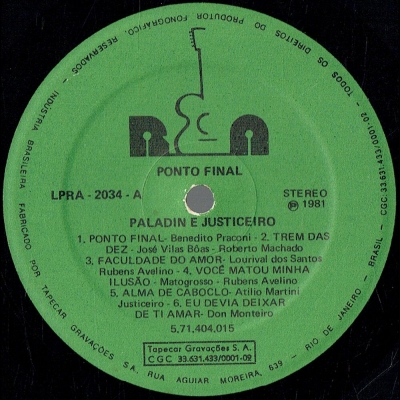 TODOS OS DIREITOS DO PRODUTOR FONOGRÁFICO, RESERVADOS - INDÚSTRIA BRASILEIRA FABRICADO POR TAPECAR GRAVAÇÕES S.A. RUA AGUIAR MOREIRA, 639 - RIO DE JANEIRO - BRASIL - CGC. 33.631.433/0001-02 -
R A
PONTO FINAL
LPRA - 2034 - A
STEREO
Ⓟ 1981
PALADIN E JUSTICEIRO
1. PONTO FINAL- Benedito Praconi - 2. TREM DAS
DEZ - José Vilas Bôas - Roberto Machado
3. FACULDADE DO AMOR- Lourival dos Santos
Rubens Avelino - 4. VOCÊ MATOU MINHA
ILUSÃO - Matogrosso - Rubens Avelino
5. ALMA DE CABOCLO- Atílio Martini
Justiceiro - 6. EU DEVIA DEIXAR
DE TI AMAR- Don Monteiro
5.71.404.015
Tapecar Gravações S.A.
CGC 33.631.433/0001-02